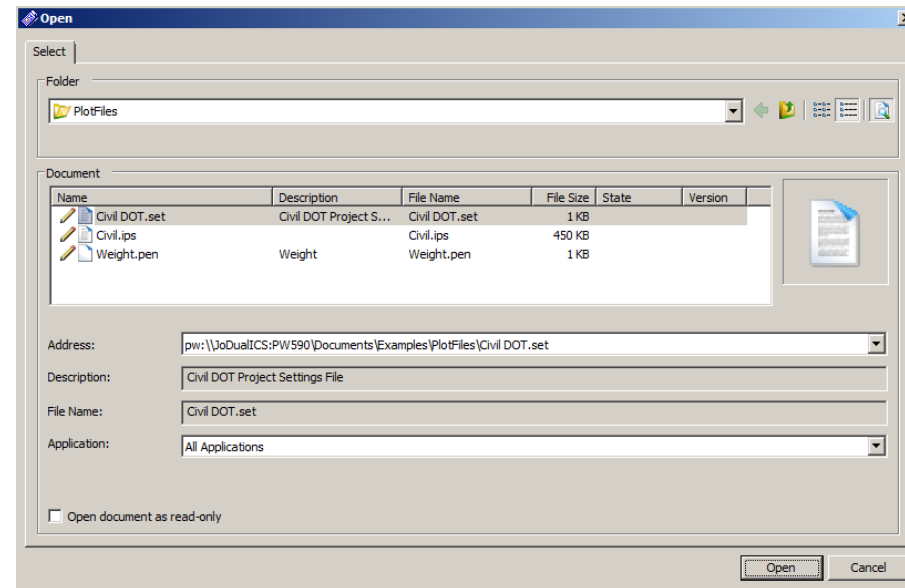 Open
Select
Folder
PlotFiles
Document
Name Description File Name File Size State Version
Civil DOT.set Civil DOT Project S... Civil DOT.set 1 KB
Civil.ips Civil.ips 450 KB
Weight.pen Weight Weight.pen 1 KB
Address: pw:\\JoDualICS:PW590\Documents\Examples\PlotFiles\Civil DOT.set
Description: Civil DOT Project Settings File
File Name: Civil DOT.set
Application: All Applications
Open document as read-only
Open Cancel